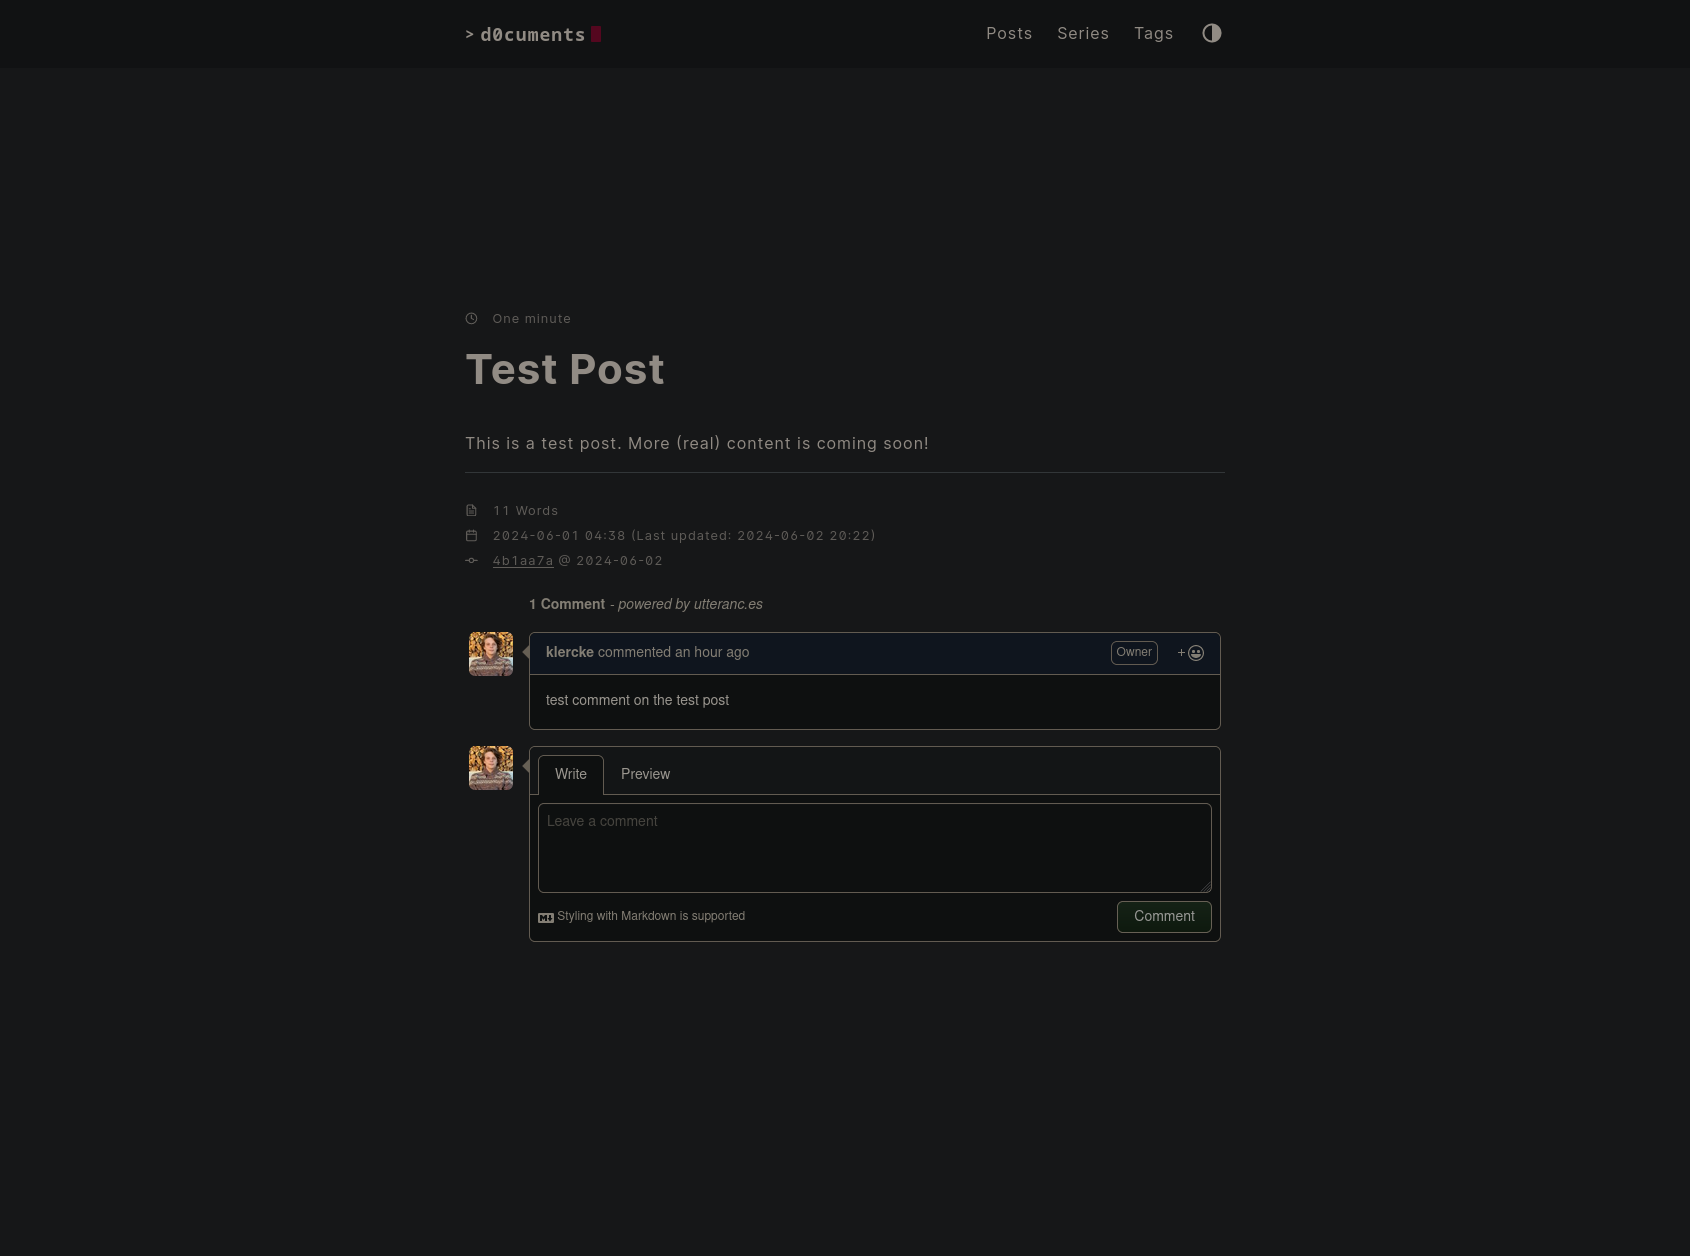 > d0cuments
Posts Series Tags
One minute
Test Post
This is a test post. More (real) content is coming soon!
11 Words
2024-06-01 04:38 (Last updated: 2024-06-02 20:22)
4b1aa7a @ 2024-06-02
1 Comment - powered by utteranc.es
klercke commented an hour ago Owner +
test comment on the test post
Write Preview
Leave a comment
Styling with Markdown is supported Comment